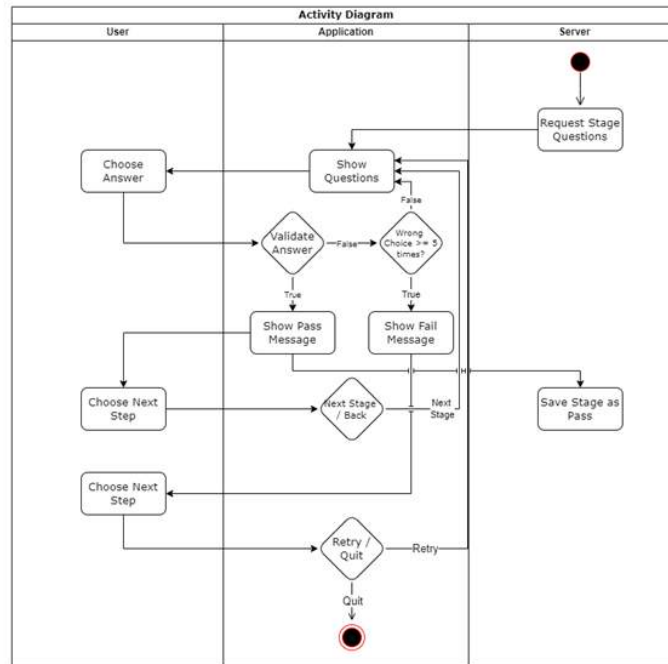 Activity Diagram
User
Application
Server
Request Stage
Questions
Choose
Answer
Show
Questions
False
Validate
Answer
False
Wrong
Choice >= 5
times?
True
True
Show Pass
Message
Show Fail
Message
Choose Next
Step
Next Stage
/ Back
Next
Stage
Save Stage as
Pass
Choose Next
Step
Retry /
Quit
Retry
Quit